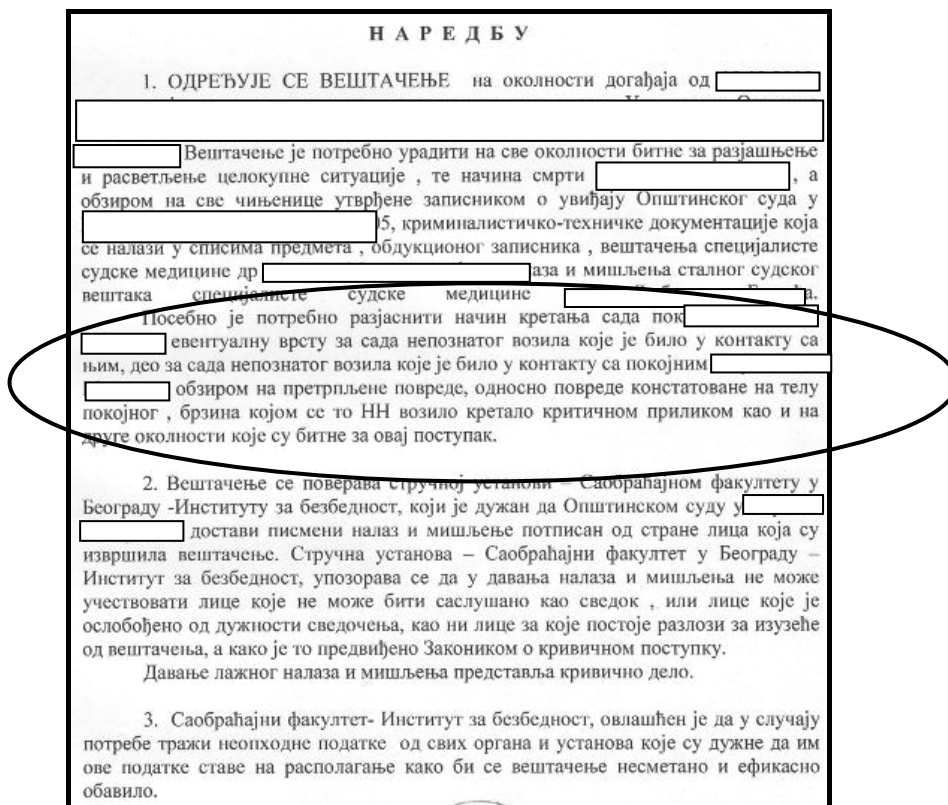 Н А Р Е Д Б У
1. ОДРЕЂУЈЕ СЕ ВЕШТАЧЕЊЕ на околности догађаја од
Вештачење је потребно урадити на све околности битне за разјашњење
и расветљење целокупне ситуације , те начина смрти , а
обзиром на све чињенице утврђене записником о увиђају Општинског суда у
05, криминалистичко-техничке документације која
се налази у списима предмета , обдукционог записника , вештачења специјалисте
судске медицине др лаза и мишљења сталног судског
вештака специјалисте судске медицине
Посебно је потребно разјаснити начин кретања сада пок
евентуалну врсту за сада непознатог возила које је било у контакту са
њим, део за сада непознатог возила које је било у контакту са покојним
обзиром на претрпљене повреде, односно повреде констатоване на телу
покојног , брзина којом се то НН возило кретало критичном приликом као и на
друге околности које су битне за овај поступак.
2. Вештачење се поверава стручној установи – Саобраћајном факултету у
Београду -Институту за безбедност, који је дужан да Општинском суду у
достави писмени налаз и мишљење потписан од стране лица која су
извршила вештачење. Стручна установа – Саобраћајни факултет у Београду –
Институт за безбедност, упозорава се да у давања налаза и мишљења не може
учествовати лице које не може бити саслушано као сведок , или лице које је
ослобођено од дужности сведочења, као ни лице за које постоје разлози за изузеће
од вештачења, а како је то предвиђено Закоником о кривичном поступку.
Давање лажног налаза и мишљења представља кривично дело.
3. Саобраћајни факултет- Институт за безбедност, овлашћен је да у случају
потребе тражи неопходне податке од свих органа и установа које су дужне да им
ове податке ставе на располагање како би се вештачење несметано и ефикасно
обавило.